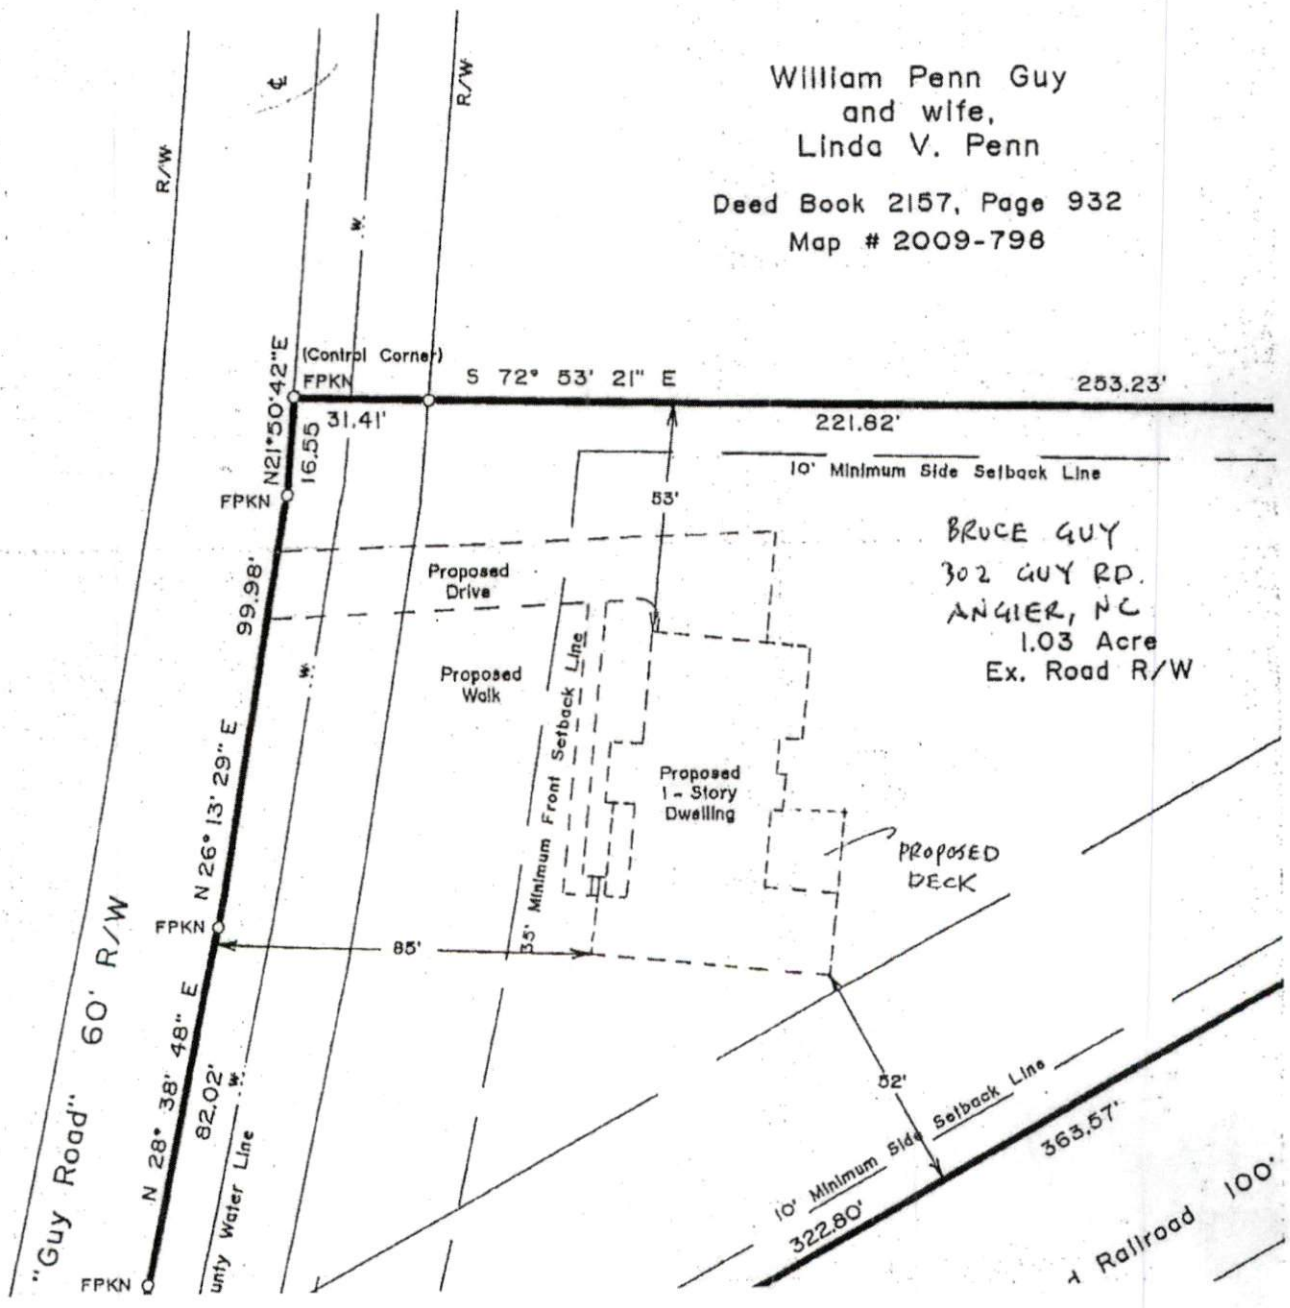 William Penn Guy
and wife,
Linda V. Penn
Deed Book 2157, Page 932
Map # 2009-798
R/W
℄
R/W
W
N21°50'42"E
16.55
(Control Corner)
FPKN
31.41'
S 72° 53' 21" E
253.23'
221.82'
10' Minimum Side Setback Line
FPKN
53'
BRUCE GUY
302 GUY RD.
ANGIER, NC
1.03 Acre
Ex. Road R/W
Proposed
Drive
99.98'
N 26° 13' 29" E
W
Proposed
Walk
35' Minimum Front Setback Line
Proposed
1-Story
Dwelling
PROPOSED
DECK
FPKN
85'
"Guy Road" 60' R/W
N 28° 38' 48" E
82.02'
W
unty Water Line
52'
10' Minimum Side Setback Line
322.80'
363.57'
Railroad 100'
FPKN